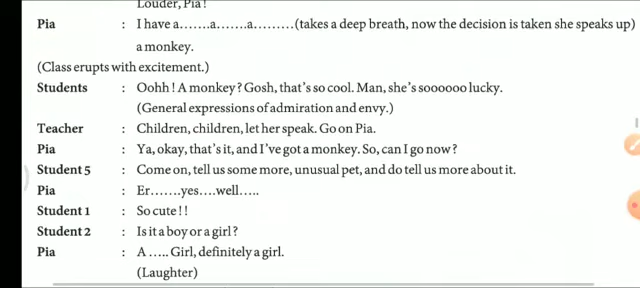 Louder, Pia!
Pia : I have a.......a.......a.........(takes a deep breath, now the decision is taken she speaks up)
a monkey.
(Class erupts with excitement.)
Students : Oohh ! A monkey? Gosh, that's so cool. Man, she's soooooo lucky.
(General expressions of admiration and envy.)
Teacher : Children, children, let her speak. Go on Pia.
Pia : Ya, okay, that's it, and I've got a monkey. So, can I go now?
Student 5 : Come on, tell us some more, unusual pet, and do tell us more about it.
Pia : Er.......yes....well.....
Student 1 : So cute!!
Student 2 : Is it a boy or a girl?
Pia : A ..... Girl, definitely a girl.
(Laughter)